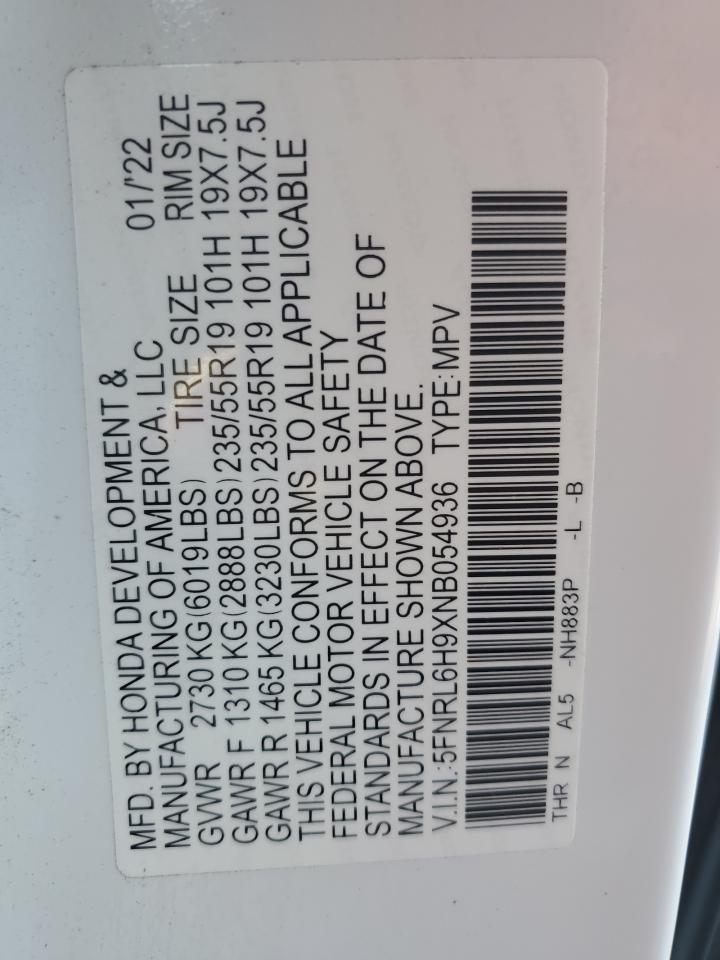 MFD. BY HONDA DEVELOPMENT &
MANUFACTURING OF AMERICA, LLC 01/'22
GVWR 2730 KG(6019LBS) TIRE SIZE RIM SIZE
GAWR F 1310 KG(2888LBS) 235/55R19 101H 19X7.5J
GAWR R 1465 KG(3230LBS) 235/55R19 101H 19X7.5J
THIS VEHICLE CONFORMS TO ALL APPLICABLE
FEDERAL MOTOR VEHICLE SAFETY
STANDARDS IN EFFECT ON THE DATE OF
MANUFACTURE SHOWN ABOVE.
V.I.N.:5FNRL6H9XNB054936 TYPE:MPV
THR N AL5 -NH883P -L -B